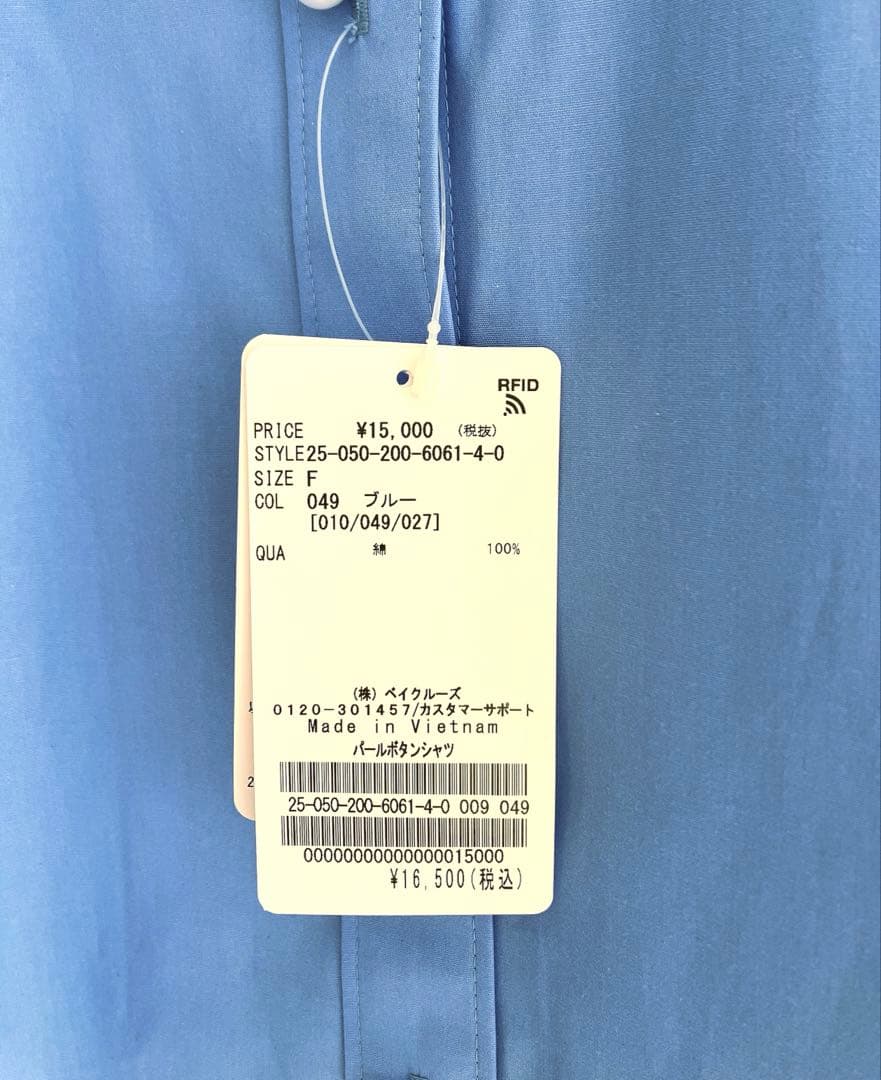 RFID
PRICE ¥15,000 (税抜)
STYLE25-050-200-6061-4-0
SIZE F
COL 049 ブルー
[010/049/027]
QUA 綿 100%
(株) ベイクルーズ
0120-301457/カスタマーサポート
Made in Vietnam
パールボタンシャツ
25-050-200-6061-4-0 009 049
00000000000000015000
¥16,500(税込)
2